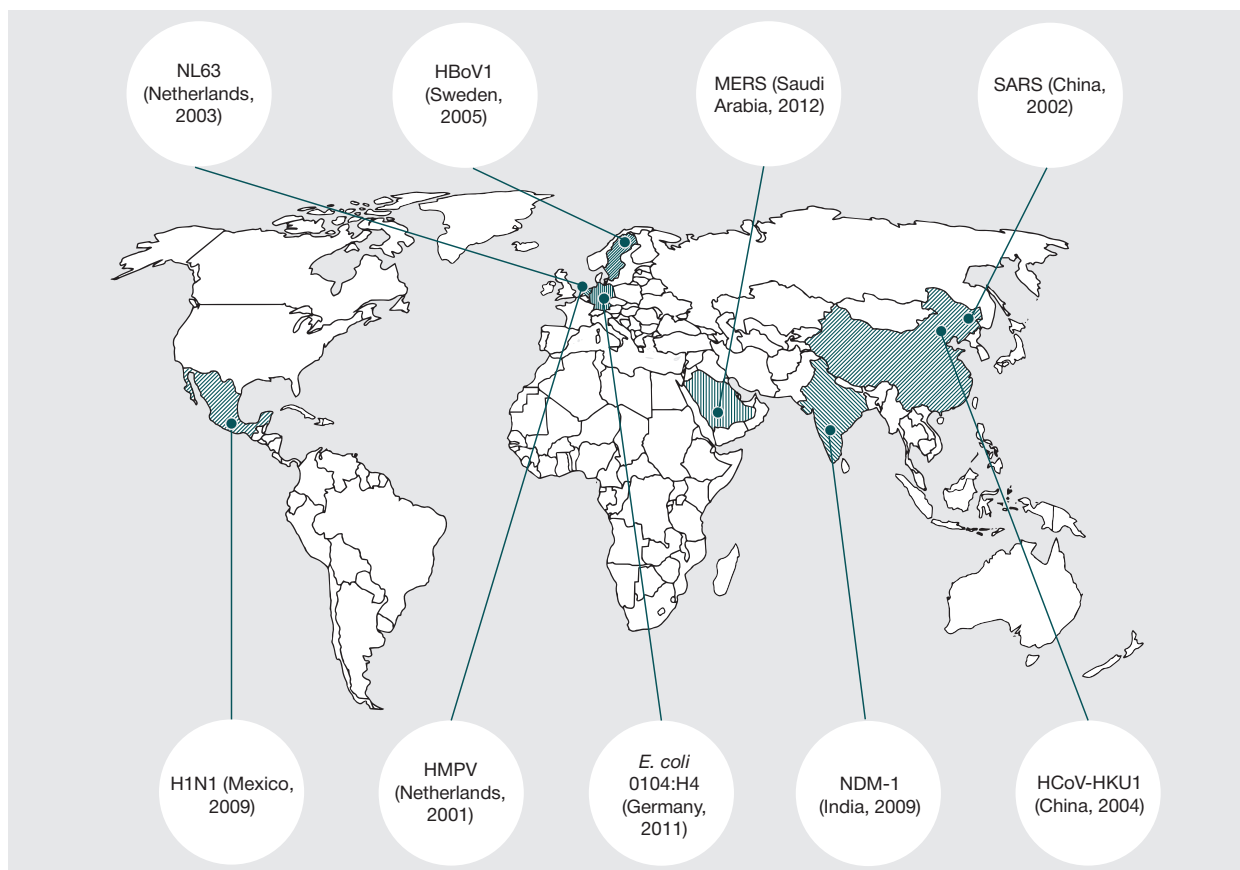 NL63
(Netherlands,
2003)
HBoV1
(Sweden,
2005)
MERS (Saudi
Arabia, 2012)
SARS (China,
2002)
H1N1 (Mexico,
2009)
HMPV
(Netherlands,
2001)
E. coli
0104:H4
(Germany,
2011)
NDM-1
(India, 2009)
HCoV-HKU1
(China, 2004)